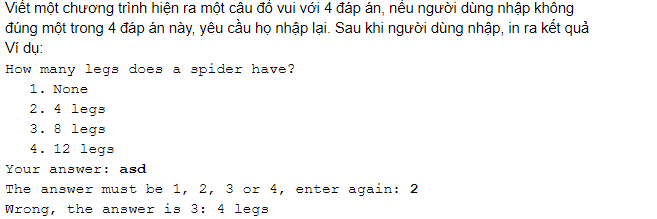 Viết một chương trình hiện ra một câu đố vui với 4 đáp án, nếu người dùng nhập không
đúng một trong 4 đáp án này, yêu cầu họ nhập lại. Sau khi người dùng nhập, in ra kết quả
Ví dụ:
How many legs does a spider have?
1. None
2. 4 legs
3. 8 legs
4. 12 legs
Your answer: asd
The answer must be 1, 2, 3 or 4, enter again: 2
Wrong, the answer is 3: 4 legs